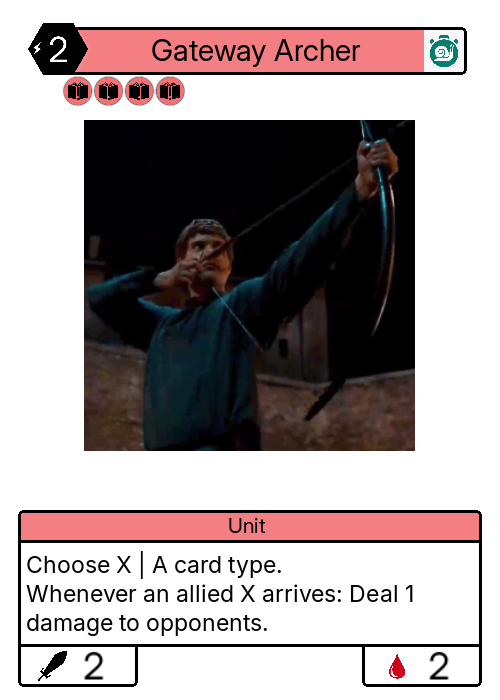 2
Gateway Archer
Unit
Choose X | A card type.
Whenever an allied X arrives: Deal 1
damage to opponents.
2
2